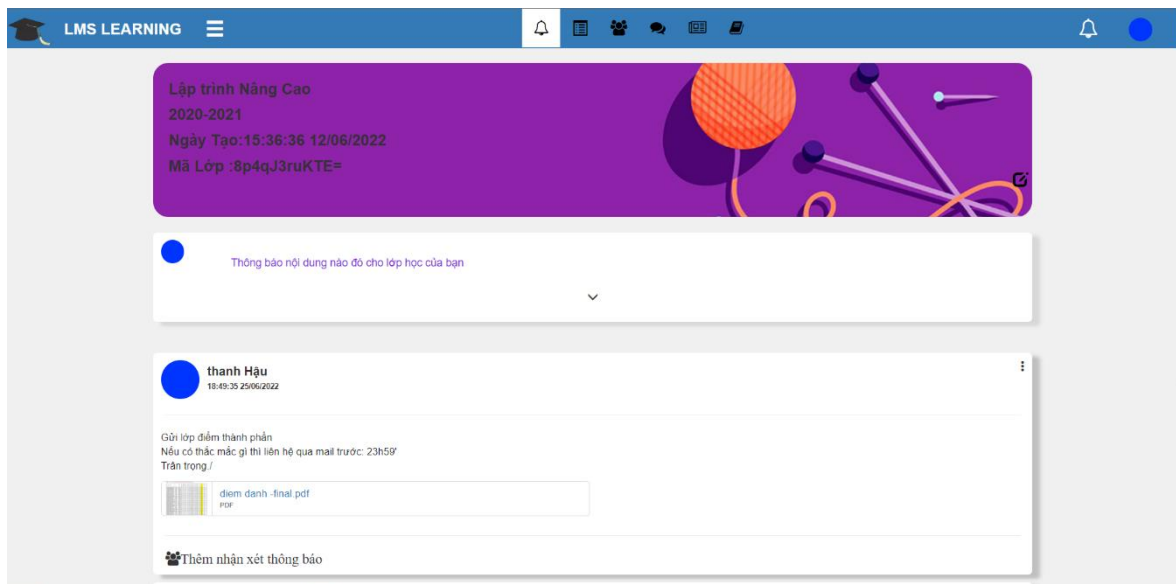 LMS LEARNING
Lập trình Nâng Cao
2020-2021
Ngày Tạo:15:36:36 12/06/2022
Mã Lớp :8p4qJ3ruKTE=
Thông báo nội dung nào đó cho lớp học của bạn
thanh Hậu
18:49:35 25/06/2022
Gửi lớp điểm thành phần
Nếu có thắc mắc gì thì liên hệ qua mail trước: 23h59'
Trân trọng./
diem danh -final.pdf
PDF
Thêm nhận xét thông báo